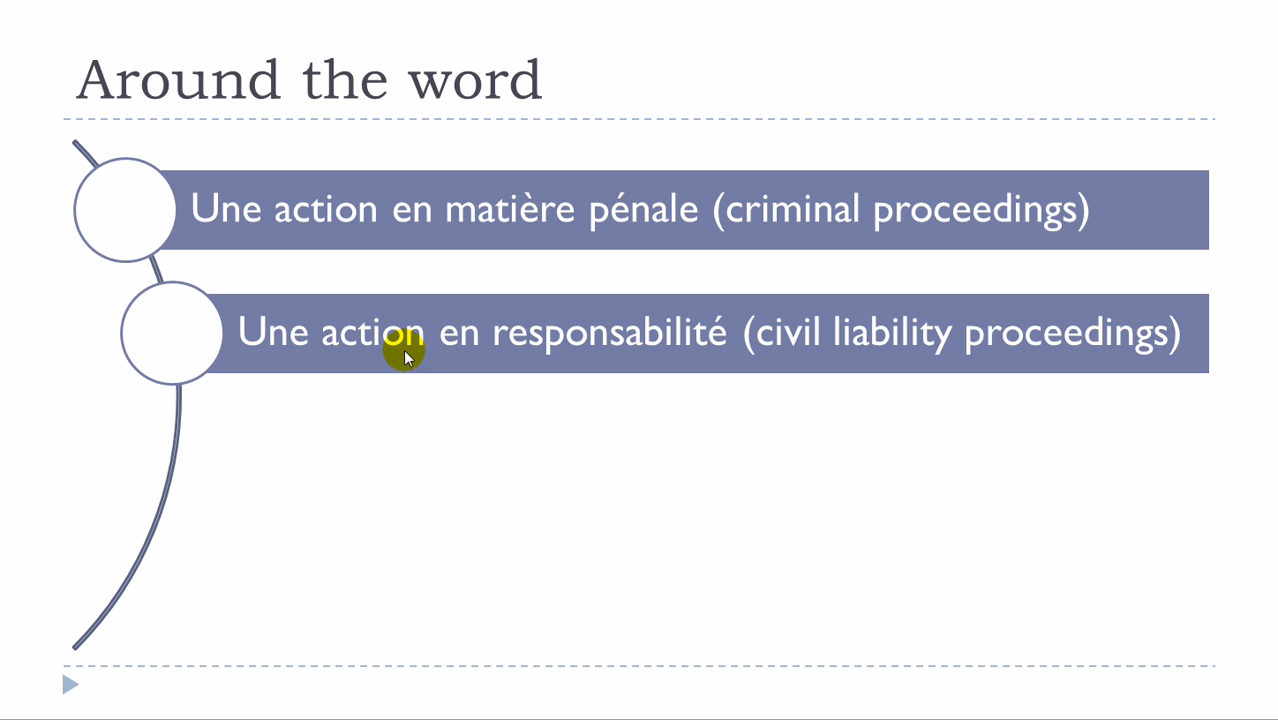 Around the word
Une action en matière pénale (criminal proceedings)
Une action en responsabilité (civil liability proceedings)